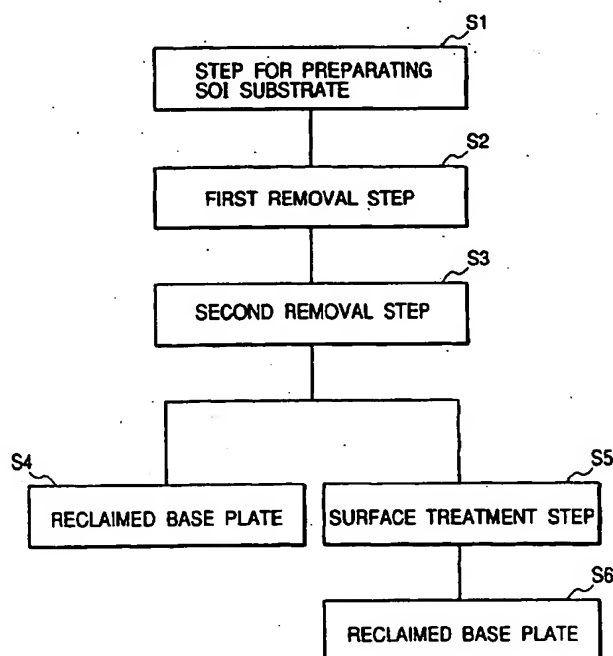 S1
STEP FOR PREPARATING
SOI SUBSTRATE
S2
FIRST REMOVAL STEP
S3
SECOND REMOVAL STEP
S4
RECLAIMED BASE PLATE
S5
SURFACE TREATMENT STEP
S6
RECLAIMED BASE PLATE